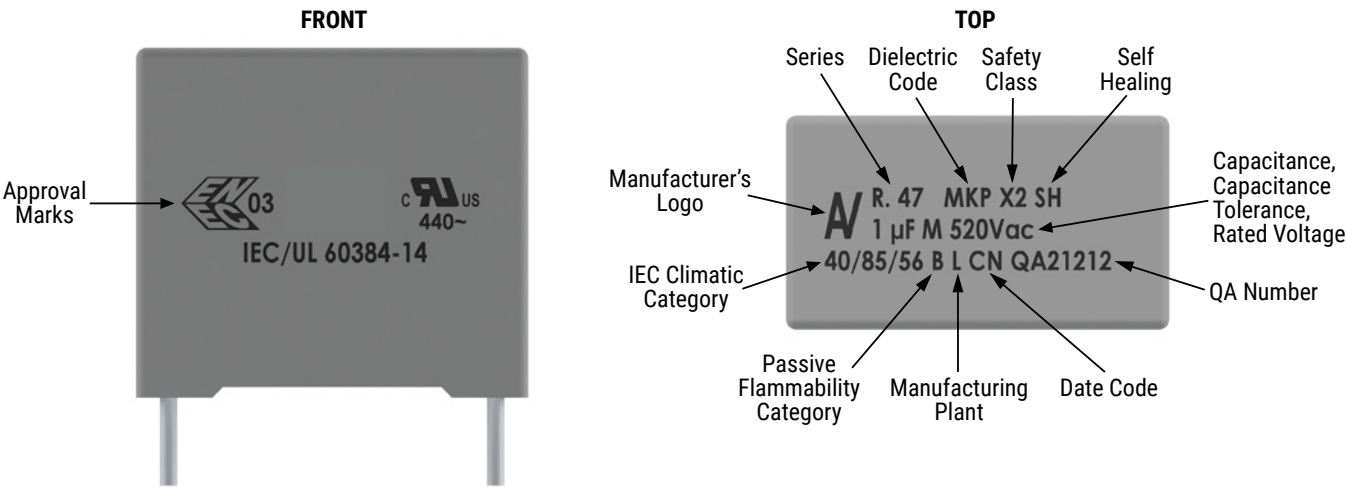 FRONT
Approval
Marks
ENEC 03
C RU US
440~
IEC/UL 60384-14
TOP
Series
Dielectric
Code
Safety
Class
Self
Healing
Manufacturer's
Logo
R. 47 MKP X2 SH
1 µF M 520Vac
40/85/56 B L CN QA21212
Capacitance,
Capacitance
Tolerance,
Rated Voltage
IEC Climatic
Category
QA Number
Passive
Flammability
Category
Manufacturing
Plant
Date Code